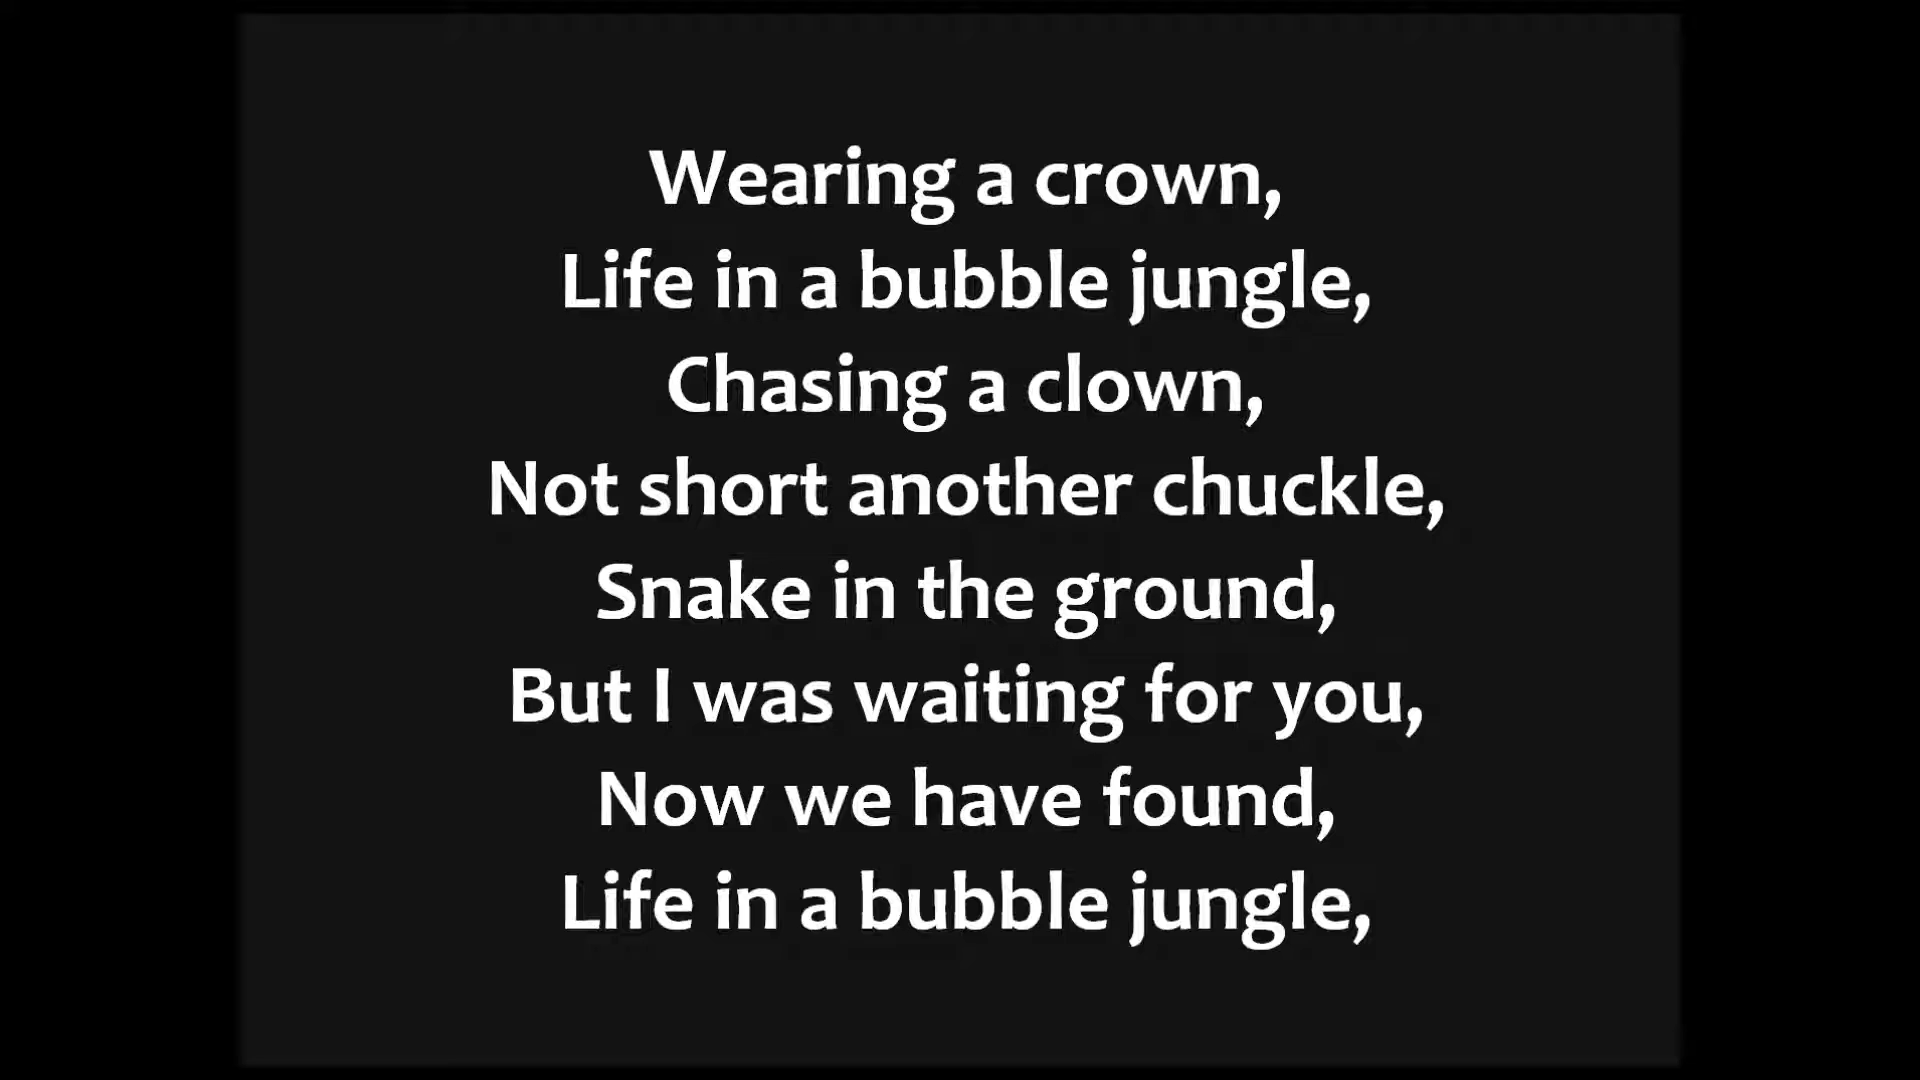 Wearing a crown,
Life in a bubble jungle,
Chasing a clown,
Not short another chuckle,
Snake in the ground,
But I was waiting for you,
Now we have found,
Life in a bubble jungle,